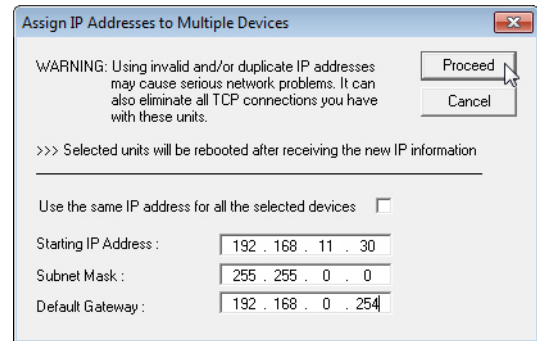 Assign IP Addresses to Multiple Devices
WARNING: Using invalid and/or duplicate IP addresses
may cause serious network problems. It can
also eliminate all TCP connections you have
with these units.
Proceed
Cancel
>>> Selected units will be rebooted after receiving the new IP information
Use the same IP address for all the selected devices
Starting IP Address : 192 . 168 . 11 . 30
Subnet Mask : 255 . 255 . 0 . 0
Default Gateway : 192 . 168 . 0 . 254